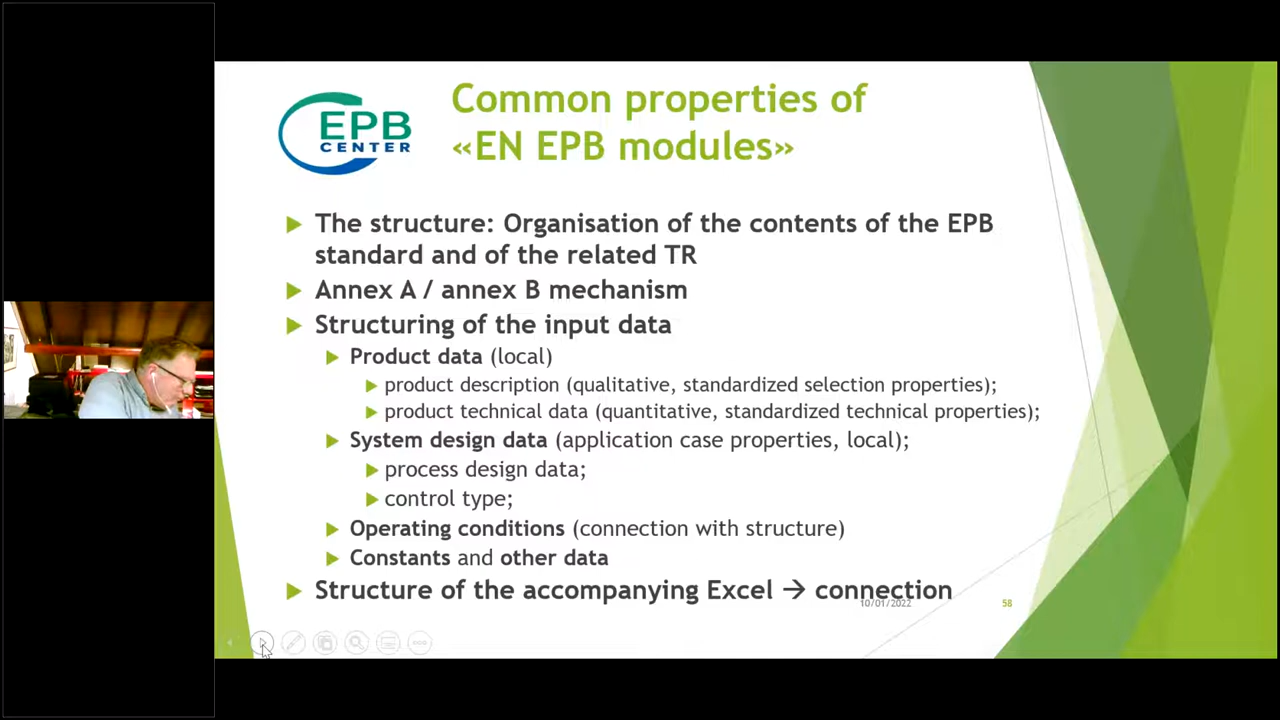 EPB
CENTER
Common properties of
«EN EPB modules»
The structure: Organisation of the contents of the EPB
standard and of the related TR
Annex A / annex B mechanism
Structuring of the input data
Product data (local)
product description (qualitative, standardized selection properties);
product technical data (quantitative, standardized technical properties);
System design data (application case properties, local);
process design data;
control type;
Operating conditions (connection with structure)
Constants and other data
Structure of the accompanying Excel → connection
10/01/2022
58